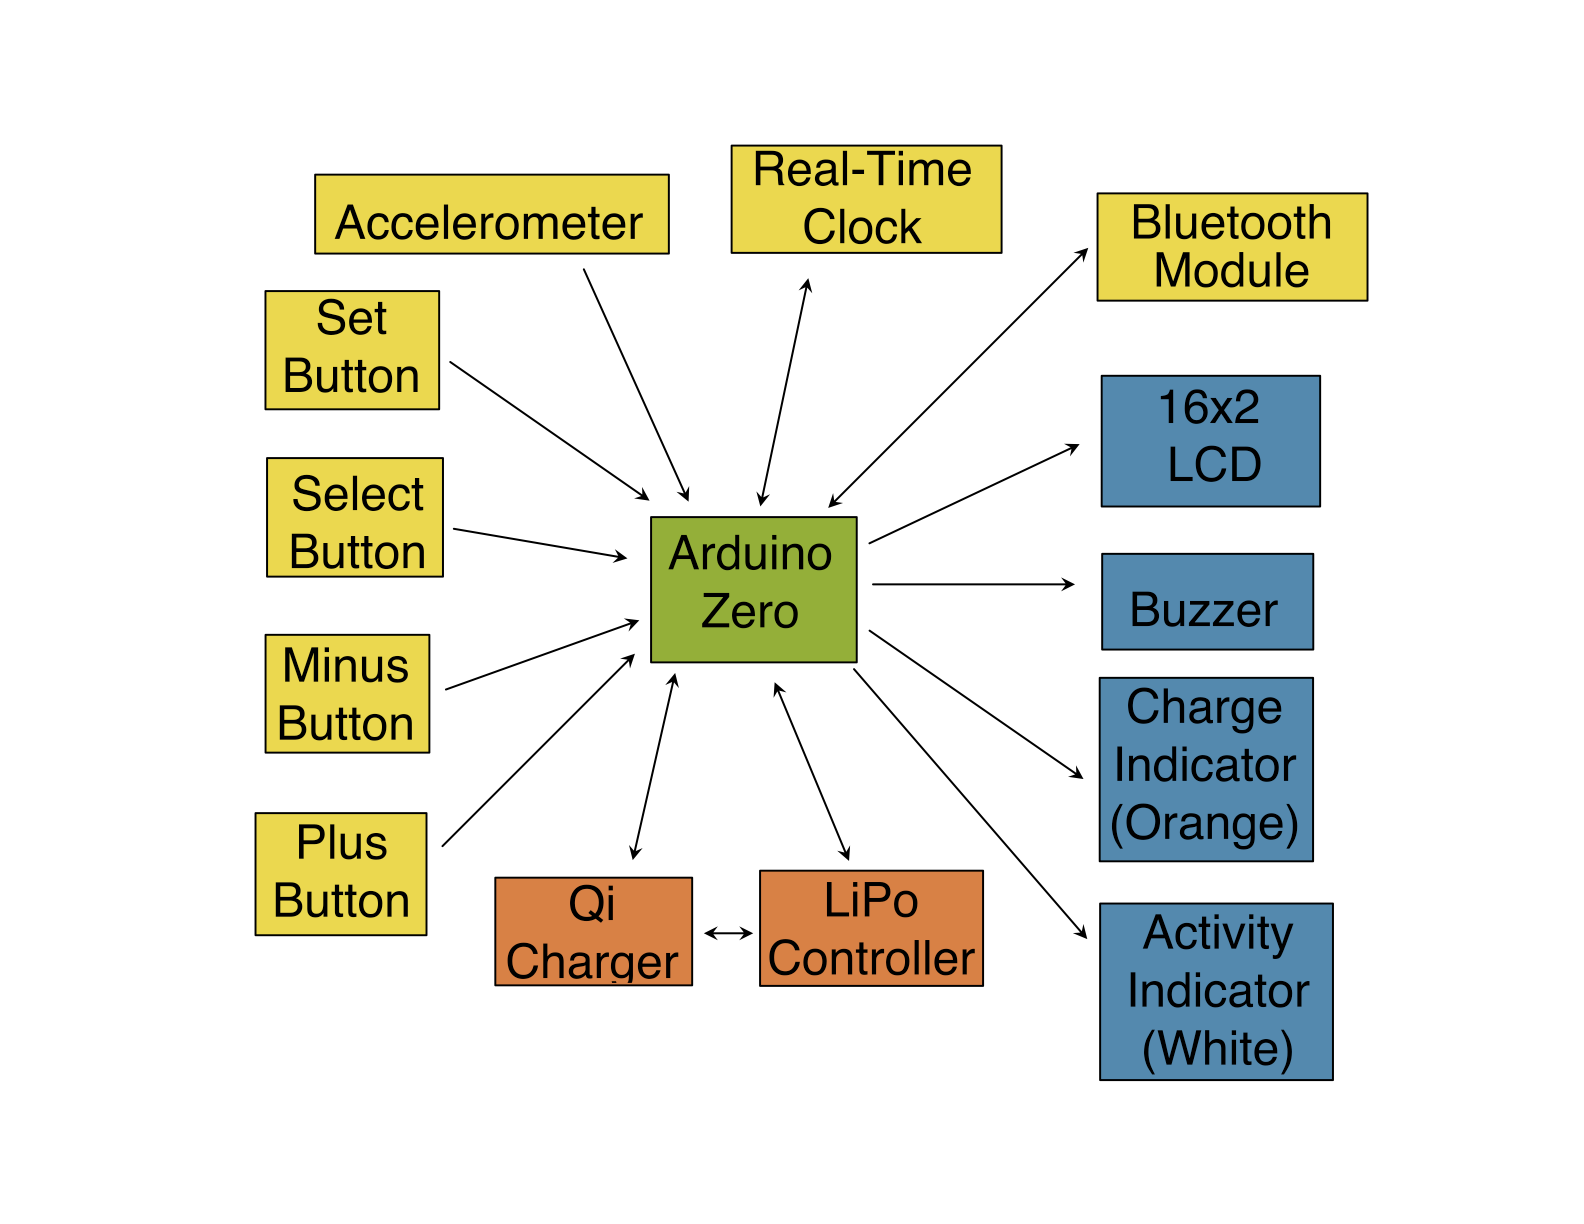 Accelerometer
Real-Time
Clock
Bluetooth
Module
Set
Button
16x2
LCD
Select
Button
Arduino
Zero
Buzzer
Minus
Button
Charge
Indicator
(Orange)
Plus
Button
Qi
Charger
LiPo
Controller
Activity
Indicator
(White)